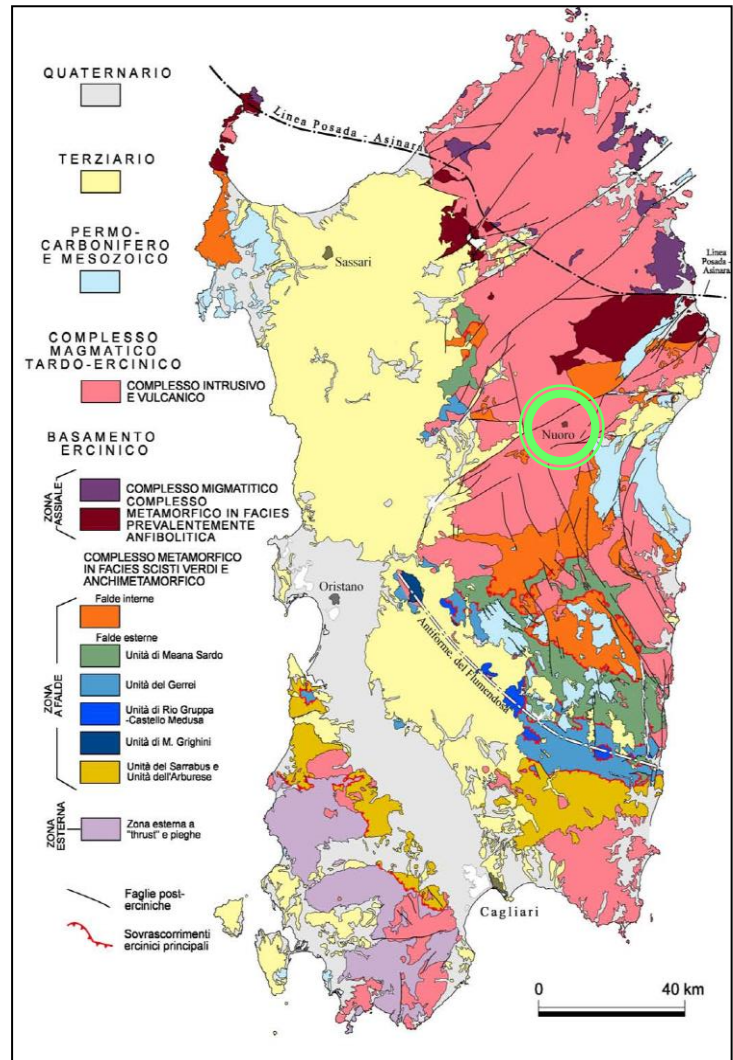 QUATERNARIO
TERZIARIO
PERMO-
CARBONIFERO
E MESOZOICO
COMPLESSO
MAGMATICO
TARDO-ERCINICO
COMPLESSO INTRUSIVO
E VULCANICO
BASAMENTO
ERCINICO
ZONA
ASSIALE
COMPLESSO MIGMATITICO
COMPLESSO
METAMORFICO IN FACIES
PREVALENTEMENTE
ANFIBOLITICA
COMPLESSO METAMORFICO
IN FACIES SCISTI VERDI E
ANCHIMETAMORFICO
ZONA
A FALDE
Falde interne
Falde esterne
Unità di Meana Sardo
Unità del Gerrei
Unità di Rio Gruppa
-Castello Medusa
Unità di M. Grighini
Unità del Sarrabus e
Unità dell'Arburese
ZONA
ESTERNA
Zona esterna a
"thrust" e pieghe
Faglie post-
erciniche
Sovrascorrimenti
ercinici principali
Linea Posada - Asinara
Sassari
Linea
Posada -
Asinara
Nuoro
Oristano
Antiforme del Flumendosa
Cagliari
0 40 km